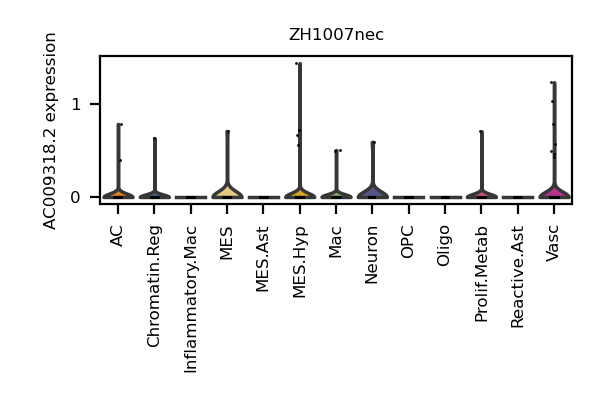 ZH1007nec
AC009318.2 expression
1
0
AC
Chromatin.Reg
Inflammatory.Mac
MES
MES.Ast
MES.Hyp
Mac
Neuron
OPC
Oligo
Prolif.Metab
Reactive.Ast
Vasc